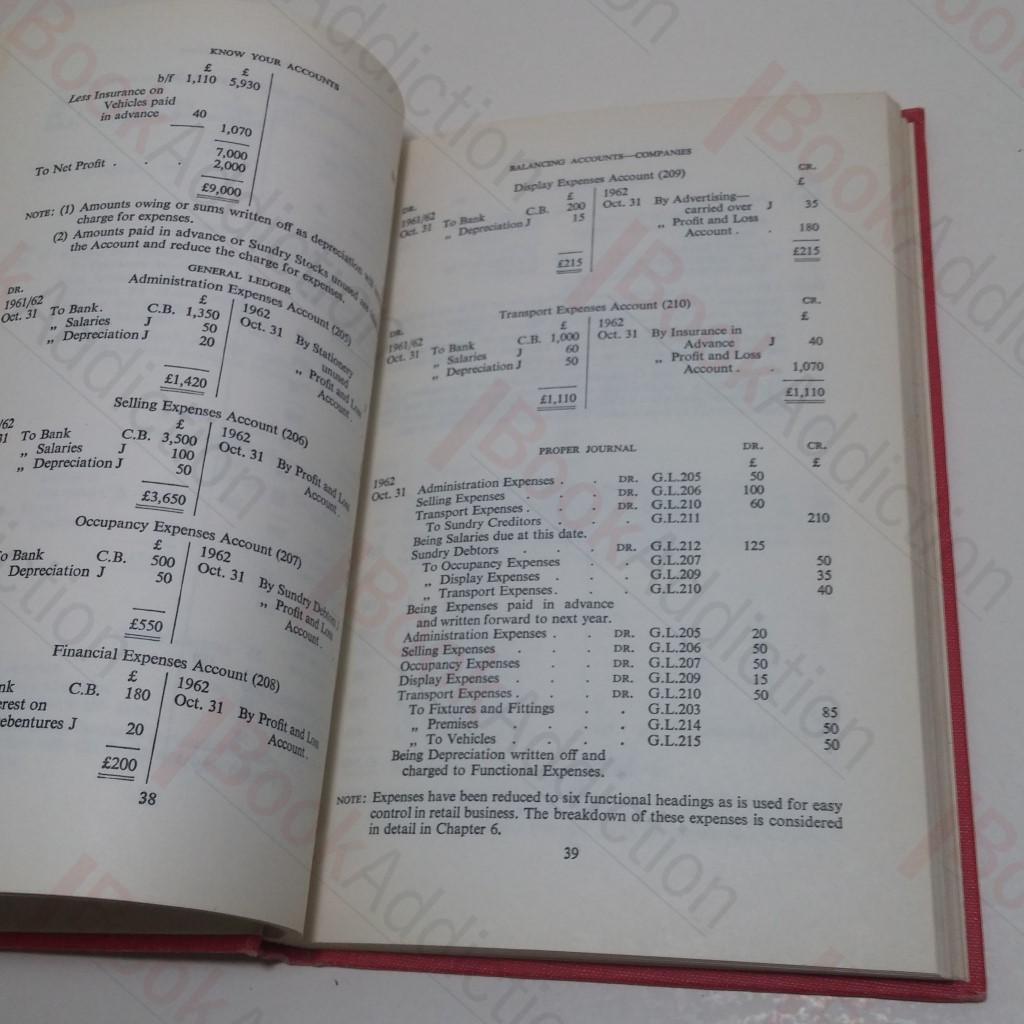 KNOW YOUR ACCOUNTS
£ £
b/f 1,110 5,930
Less Insurance on
Vehicles paid
in advance 40
1,070
7,000
To Net Profit . . . 2,000
£9,000
NOTE: (1) Amounts owing or sums written off as depreciation will
charge for expenses.
(2) Amounts paid in advance or Sundry Stocks unused
the Account and reduce the charge for expenses.
GENERAL LEDGER
Administration Expenses Account (205)
DR.
£
1961/62 1962
Oct. 31 To Bank. C.B. 1,350 Oct. 31 By Stationery
„ Salaries J 50 unused
„ Depreciation J 20 „ Profit and Loss
Account.
£1,420
Selling Expenses Account (206)
£
/62 1962
31 To Bank C.B. 3,500 Oct. 31 By Profit and Loss
„ Salaries J 100 Account.
„ Depreciation J 50
£3,650
Occupancy Expenses Account (207)
£
1962
To Bank C.B. 500 Oct. 31 By Sundry Debtors
Depreciation J 50 „ Profit and Loss
Account.
£550
Financial Expenses Account (208)
£
1962
nk C.B. 180 Oct. 31 By Profit and Loss
erest on Account.
ebentures J 20
£200
38
BALANCING ACCOUNTS—COMPANIES
Display Expenses Account (209)
DR. CR.
£ £
1961/62 1962
Oct. 31 To Bank C.B. 200 Oct. 31 By Advertising—
„ Depreciation J 15 carried over J 35
„ Profit and Loss
Account . . 180
£215 £215
Transport Expenses Account (210)
DR. CR.
£ £
1961/62 1962
Oct. 31 To Bank C.B. 1,000 Oct. 31 By Insurance in
„ Salaries J 60 Advance J 40
„ Depreciation J 50 „ Profit and Loss
Account . . 1,070
£1,110 £1,110
PROPER JOURNAL DR. CR.
£ £
1962
Oct. 31 Administration Expenses . . DR. G.L.205 50
Selling Expenses . . . DR. G.L.206 100
Transport Expenses . . . DR. G.L.210 60
To Sundry Creditors . . . G.L.211 210
Being Salaries due at this date.
Sundry Debtors . . . DR. G.L.212 125
To Occupancy Expenses . . G.L.207 50
„ Display Expenses . . . G.L.209 35
„ Transport Expenses . . . G.L.210 40
Being Expenses paid in advance
and written forward to next year.
Administration Expenses . . DR. G.L.205 20
Selling Expenses . . . DR. G.L.206 50
Occupancy Expenses . . DR. G.L.207 50
Display Expenses . . . DR. G.L.209 15
Transport Expenses . . . DR. G.L.210 50
To Fixtures and Fittings . . G.L.203 85
„ Premises . . . . G.L.214 50
„ To Vehicles . . . . G.L.215 50
Being Depreciation written off and
charged to Functional Expenses.
NOTE: Expenses have been reduced to six functional headings as is used for easy
control in retail business. The breakdown of these expenses is considered
in detail in Chapter 6.
39
BookAddiction